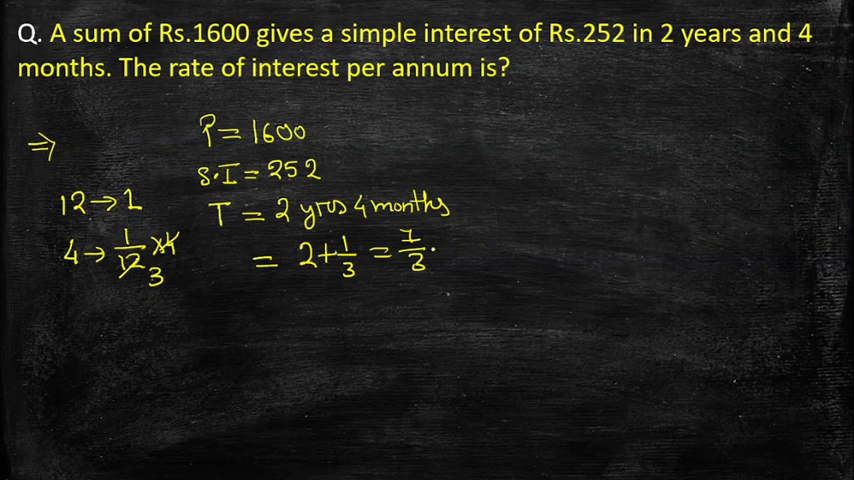 Q. A sum of Rs.1600 gives a simple interest of Rs.252 in 2 years and 4
months. The rate of interest per annum is?
⇒ P = 1600
S.I = 252
12 → 1
T = 2 yrs 4 months
4 → 1/12 × 4 3
= 2 + 1/3 = 7/3.